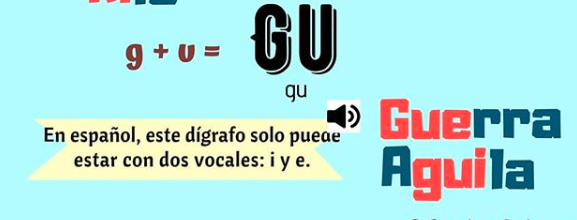 g + u = GU
gu
En español, este dígrafo solo puede
estar con dos vocales: i y e.
Guerra
Aguila